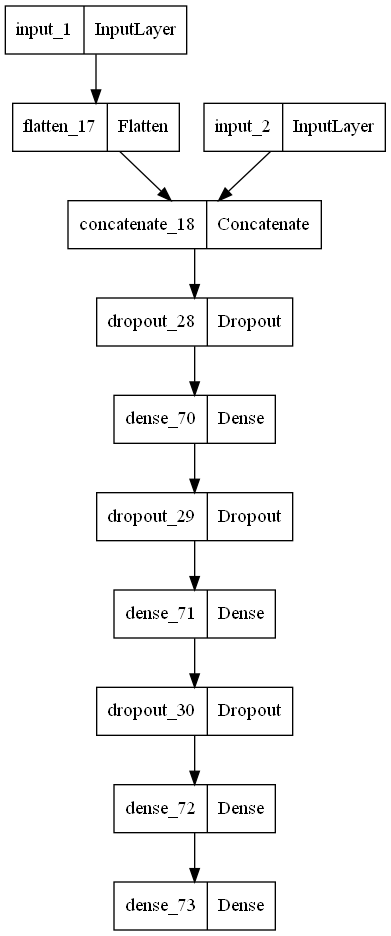 input_1 InputLayer
flatten_17 Flatten input_2 InputLayer
concatenate_18 Concatenate
dropout_28 Dropout
dense_70 Dense
dropout_29 Dropout
dense_71 Dense
dropout_30 Dropout
dense_72 Dense
dense_73 Dense